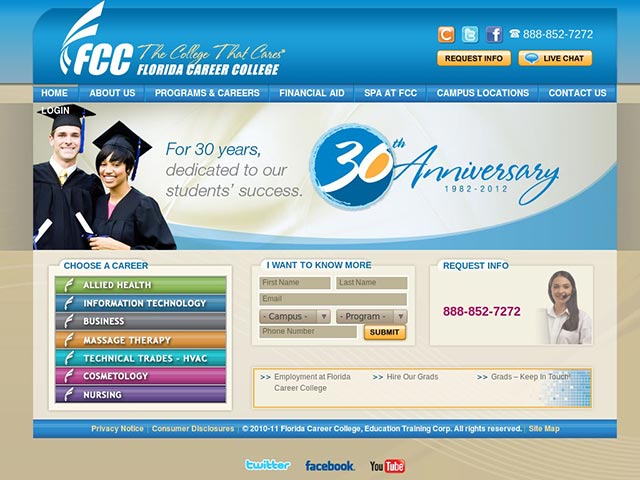 FCC The College That Cares®
FLORIDA CAREER COLLEGE
888-852-7272
REQUEST INFO
LIVE CHAT
HOME ABOUT US PROGRAMS & CAREERS FINANCIAL AID SPA AT FCC CAMPUS LOCATIONS CONTACT US
LOGIN
For 30 years,
dedicated to our
students' success.
30th Anniversary
1982-2012
CHOOSE A CAREER
ALLIED HEALTH
INFORMATION TECHNOLOGY
BUSINESS
MASSAGE THERAPY
TECHNICAL TRADES - HVAC
COSMETOLOGY
NURSING
I WANT TO KNOW MORE
First Name Last Name
Email
- Campus - - Program -
Phone Number SUBMIT
REQUEST INFO
888-852-7272
>> Employment at Florida
Career College
>> Hire Our Grads
>> Grads – Keep In Touch!
Privacy Notice | Consumer Disclosures | © 2010-11 Florida Career College, Education Training Corp. All rights reserved. | Site Map
twitter facebook. YouTube